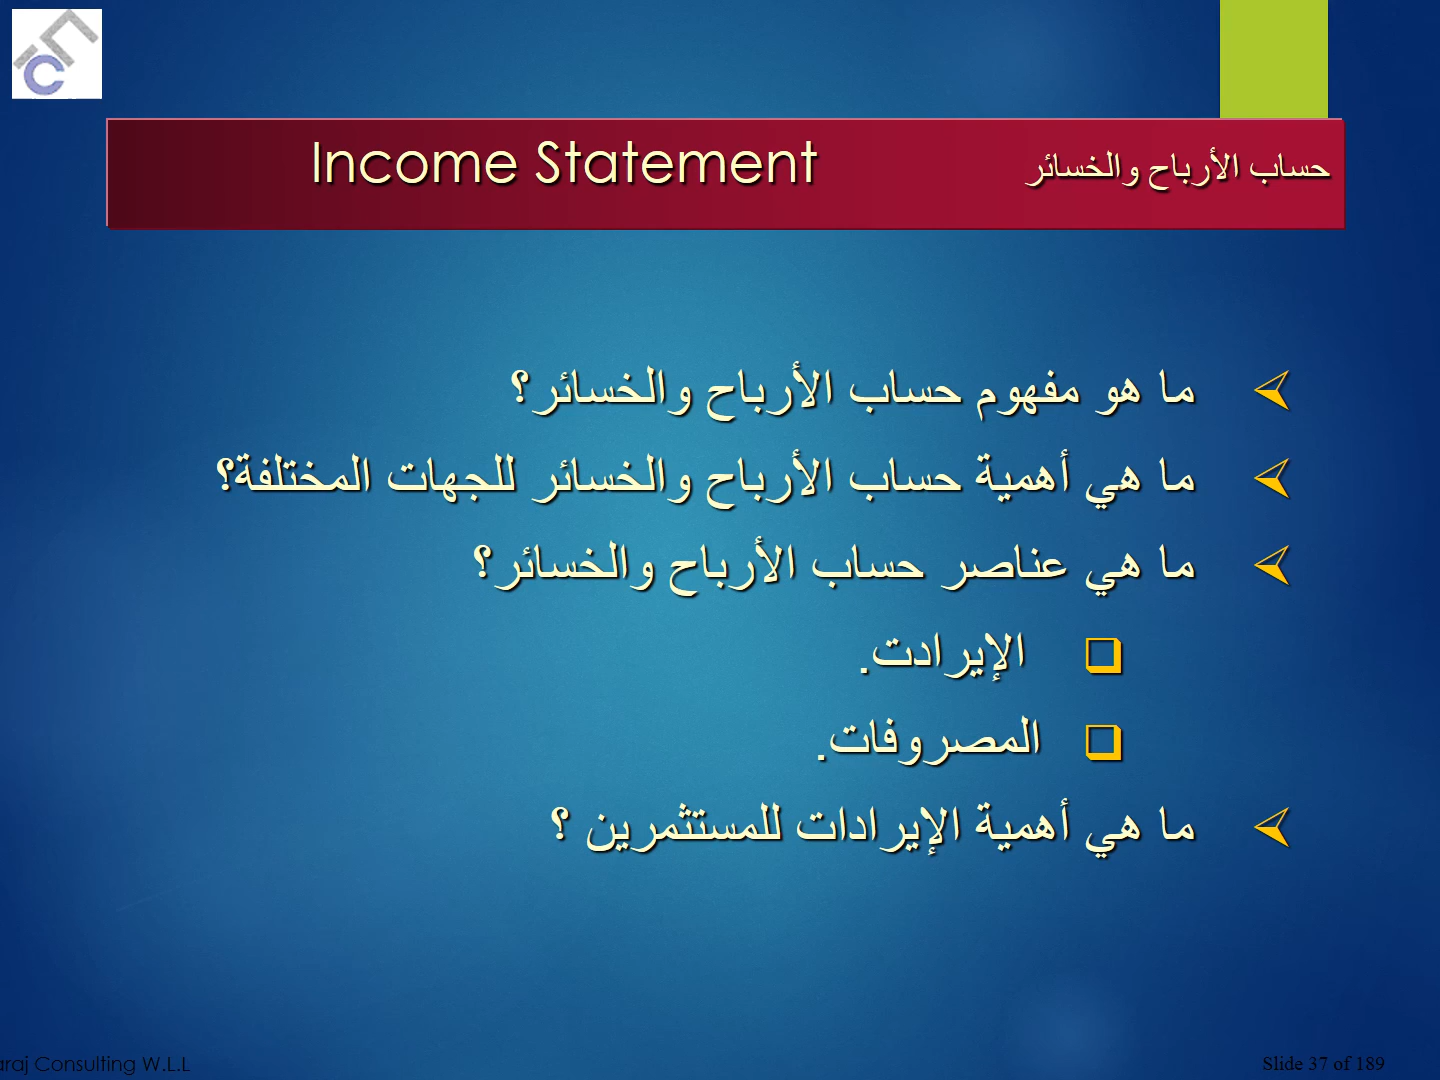 حساب الأرباح والخسائر Income Statement
ما هو مفهوم حساب الأرباح والخسائر؟
ما هي أهمية حساب الأرباح والخسائر للجهات المختلفة؟
ما هي عناصر حساب الأرباح والخسائر؟
الإيرادت.
المصروفات.
ما هي أهمية الإيرادات للمستثمرين ؟
araj Consulting W.L.L
Slide 37 of 189